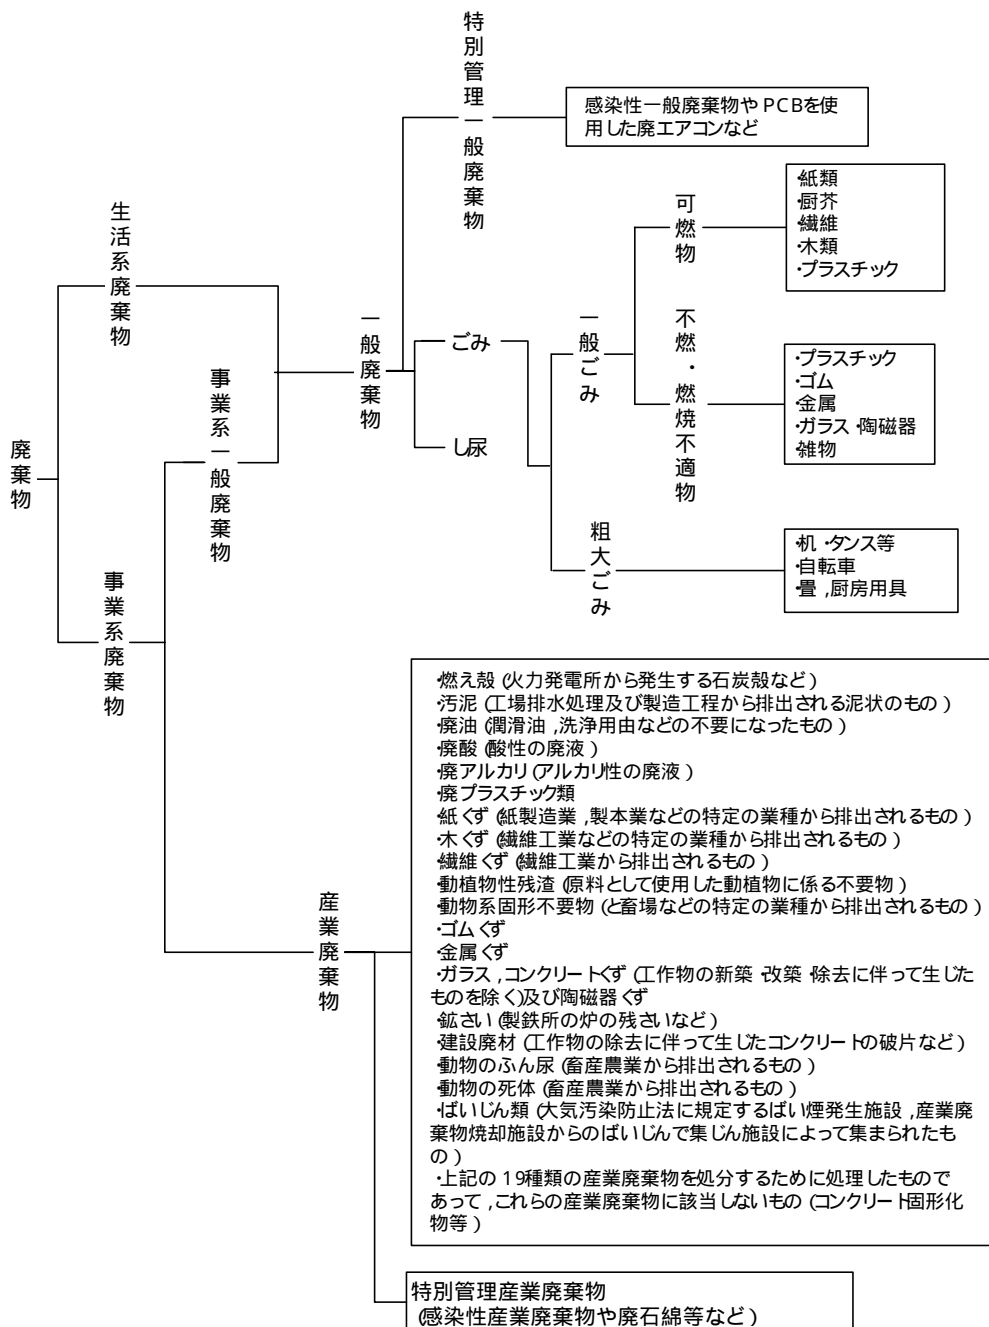 廃棄物
生活系廃棄物
事業系廃棄物
事業系一般廃棄物
一般廃棄物
特別管理一般廃棄物
感染性一般廃棄物や PCBを使
用した廃エアコンなど
ごみ
し尿
一般ごみ
可燃物
・紙類
・厨芥
・繊維
・木類
・プラスチック
不燃・燃焼不適物
・プラスチック
・ゴム
・金属
・ガラス・陶磁器
・雑物
粗大ごみ
・机・タンス等
・自転車
・畳,厨房用具
産業廃棄物
・燃え殻(火力発電所から発生する石炭殻など)
・汚泥(工場排水処理及び製造工程から排出される泥状のもの)
・廃油(潤滑油,洗浄用由などの不要になったもの)
・廃酸(酸性の廃液)
・廃アルカリ(アルカリ性の廃液)
・廃プラスチック類
・紙くず(紙製造業,製本業などの特定の業種から排出されるもの)
・木くず(繊維工業などの特定の業種から排出されるもの)
・繊維くず(繊維工業から排出されるもの)
・動植物性残渣(原料として使用した動植物に係る不要物)
・動物系固形不要物(と畜場などの特定の業種から排出されるもの)
・ゴムくず
・金属くず
・ガラス,コンクリートくず(工作物の新築・改築・除去に伴って生じた
ものを除く)及び陶磁器くず
・鉱さい(製鉄所の炉の残さいなど)
・建設廃材(工作物の除去に伴って生じたコンクリートの破片など)
・動物のふん尿(畜産農業から排出されるもの)
・動物の死体(畜産農業から排出されるもの)
・ばいじん類(大気汚染防止法に規定するばい煙発生施設,産業廃
棄物焼却施設からのばいじんで集じん施設によって集まられたも
の)
・上記の19種類の産業廃棄物を処分するために処理したもので
あって,これらの産業廃棄物に該当しないもの(コンクリート固形化
物等)
特別管理産業廃棄物
(感染性産業廃棄物や廃石綿等など)